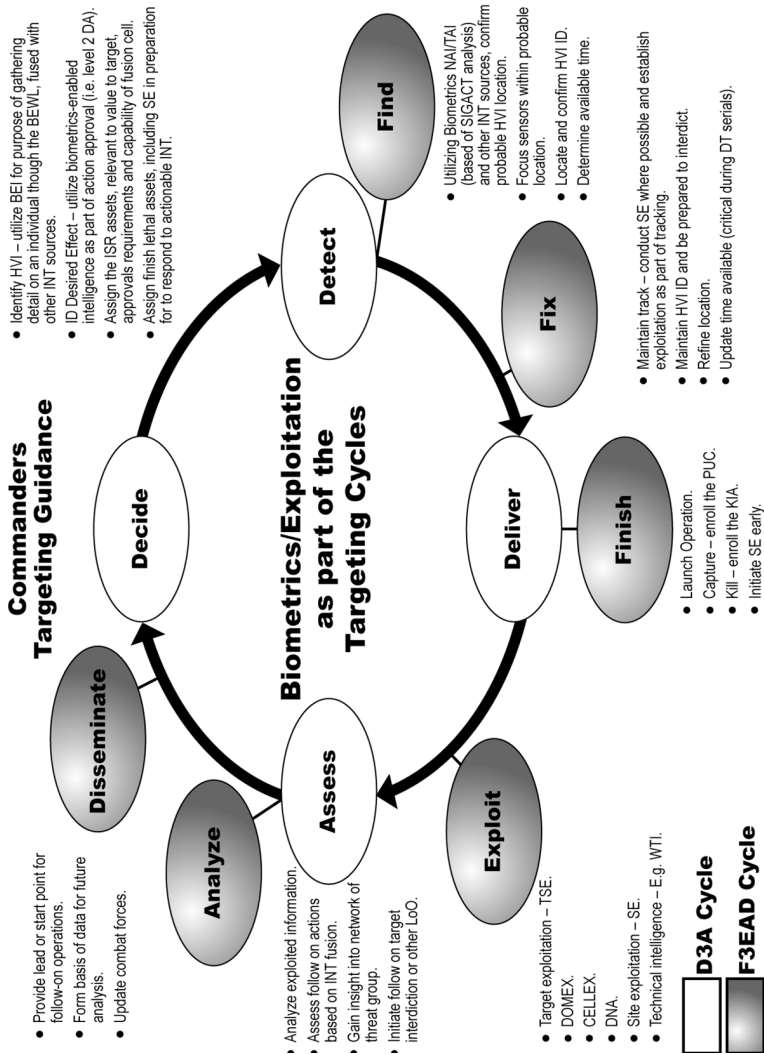 Commanders
Targeting Guidance
Decide
● Identify HVI – utilize BEI for purpose of gathering
detail on an individual though the BEWL, fused with
other INT sources.
● ID Desired Effect – utilize biometrics-enabled
intelligence as part of action approval (i.e. level 2 DA).
● Assign the ISR assets, relevant to value to target,
approvals requirements and capability of fusion cell.
● Assign finish lethal assets, including SE in preparation
for to respond to actionable INT.
Detect
Find
● Utilizing Biometrics NAI/TAI
(based of SIGACT analysis)
and other INT sources, confirm
probable HVI location.
● Focus sensors within probable
location.
● Locate and confirm HVI ID.
● Determine available time.
Biometrics/Exploitation
as part of the
Targeting Cycles
Fix
● Maintain track – conduct SE where possible and establish
exploitation as part of tracking.
● Maintain HVI ID and be prepared to interdict.
● Refine location.
● Update time available (critical during DT serials).
Deliver
Finish
● Launch Operation.
● Capture – enroll the PUC.
● Kill – enroll the KIA.
● Initiate SE early.
Exploit
● Target exploitation – TSE.
● DOMEX.
● CELLEX.
● DNA.
● Site exploitation – SE.
● Technical intelligence – E.g. WTI.
Assess
Analyze
● Analyze exploited information.
● Assess follow on actions
based on INT fusion.
● Gain insight into network of
threat group.
● Initiate follow on target
interdiction or other LoO.
Disseminate
● Provide lead or start point for
follow-on operations.
● Form basis of data for future
analysis.
● Update combat forces.
D3A Cycle
F3EAD Cycle